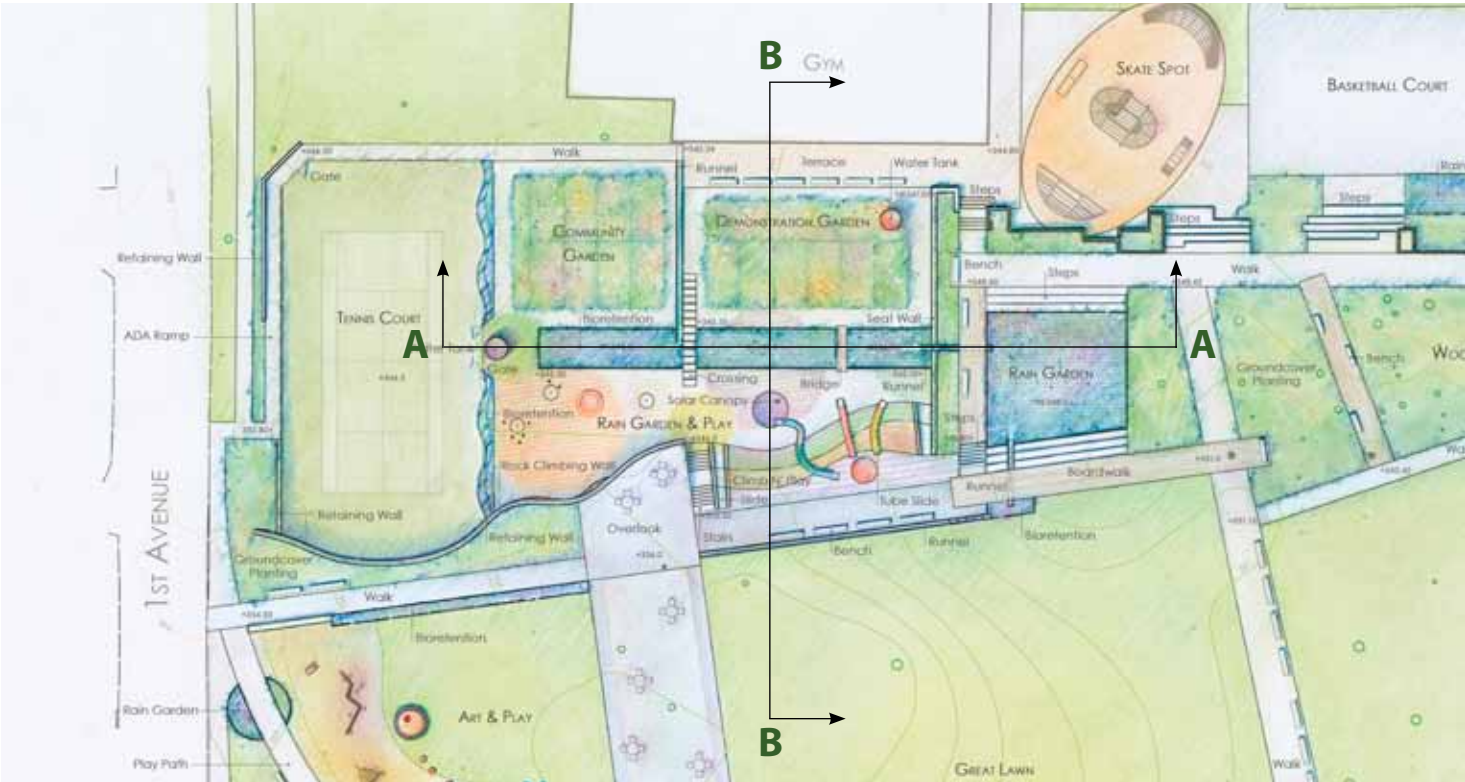 B
GYM
SKATE SPOT
BASKETBALL COURT
Walk
Runnel
Terrace
Water Tank
Gate
Steps
Steps
Steps
DEMONSTRATION GARDEN
COMMUNITY
GARDEN
Retaining Wall
Bench
Steps
Walk
TENNIS COURT
Bioretention
Seat Wall
ADA Ramp
A
A
Gate
Crossing
Bridge
Runnel
RAIN GARDEN
Groundcover
Planting
Bench
Solar Canopy
Bioretention
RAIN GARDEN & PLAY
Steps
Rock Climbing Wall
Climbing Play
Boardwalk
Slide
Tube Slide
Runnel
1ST AVENUE
Retaining Wall
Overlook
Retaining Wall
Stairs
Bench
Runnel
Bioretention
Groundcover
Planting
Walk
Bioretention
Rain Garden
ART & PLAY
B
Play Path
GREAT LAWN
Walk